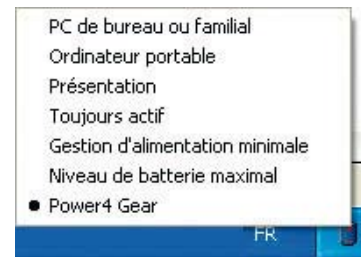 PC de bureau ou familial
Ordinateur portable
Présentation
Toujours actif
Gestion d'alimentation minimale
Niveau de batterie maximal
Power4 Gear
FR